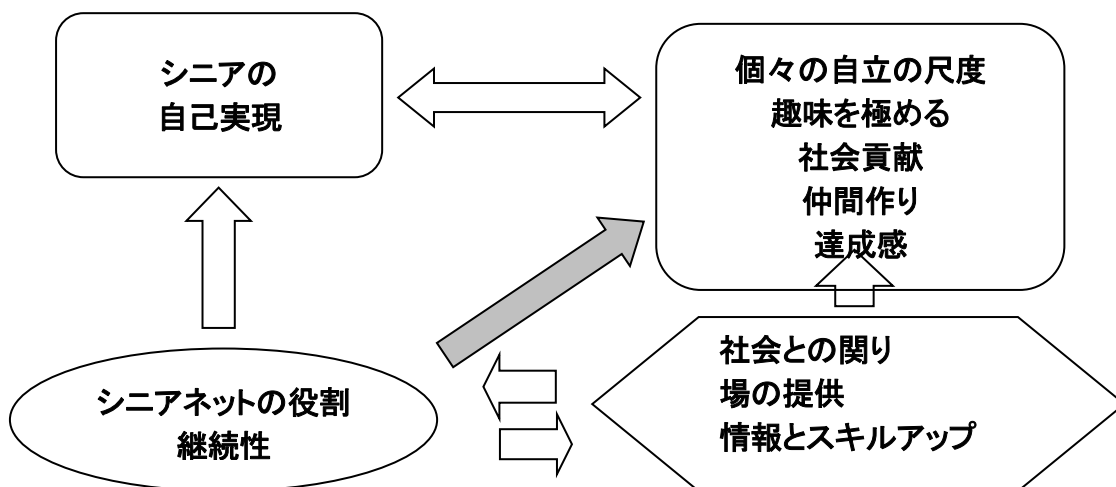 シニアの
自己実現
個々の自立の尺度
趣味を極める
社会貢献
仲間作り
達成感
シニアネットの役割
継続性
社会との関り
場の提供
情報とスキルアップ